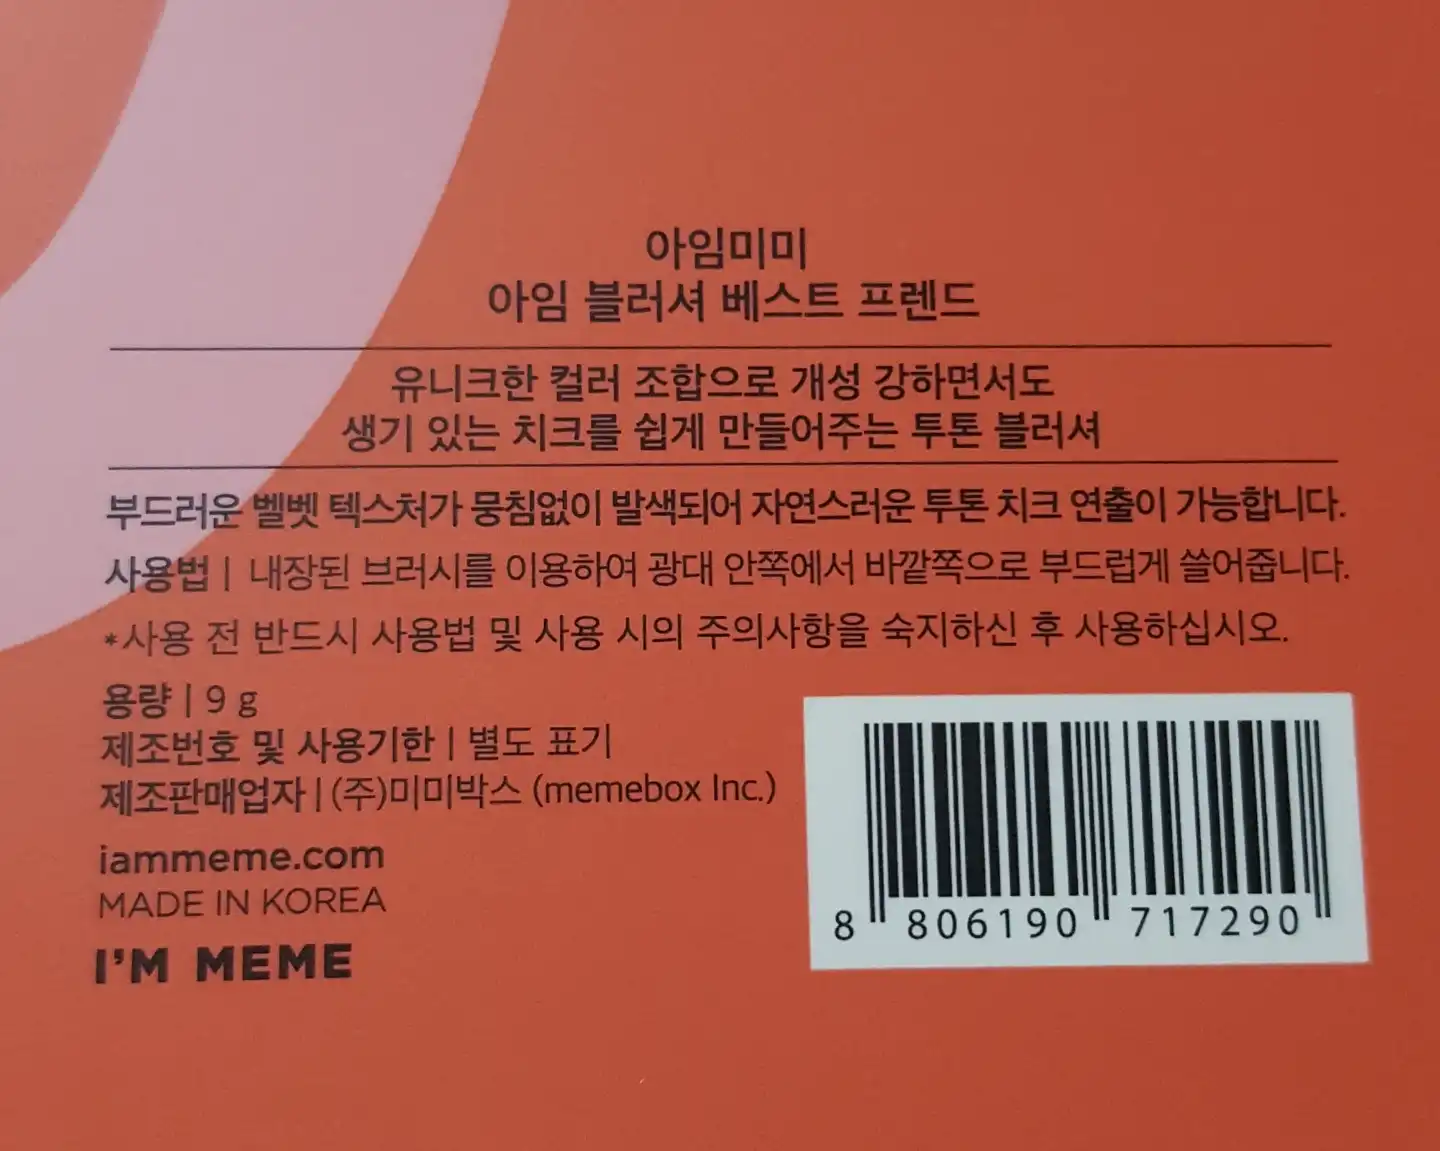 아임미미
아임 블러셔 베스트 프렌드
유니크한 컬러 조합으로 개성 강하면서도
생기 있는 치크를 쉽게 만들어주는 투톤 블러셔
부드러운 벨벳 텍스처가 뭉침없이 발색되어 자연스러운 투톤 치크 연출이 가능합니다.
사용법 | 내장된 브러시를 이용하여 광대 안쪽에서 바깥쪽으로 부드럽게 쓸어줍니다.
*사용 전 반드시 사용법 및 사용 시의 주의사항을 숙지하신 후 사용하십시오.
용량 | 9 g
제조번호 및 사용기한 | 별도 표기
제조판매업자 | (주)미미박스 (memebox Inc.)
iammeme.com
MADE IN KOREA
I'M MEME
8 806190 717290